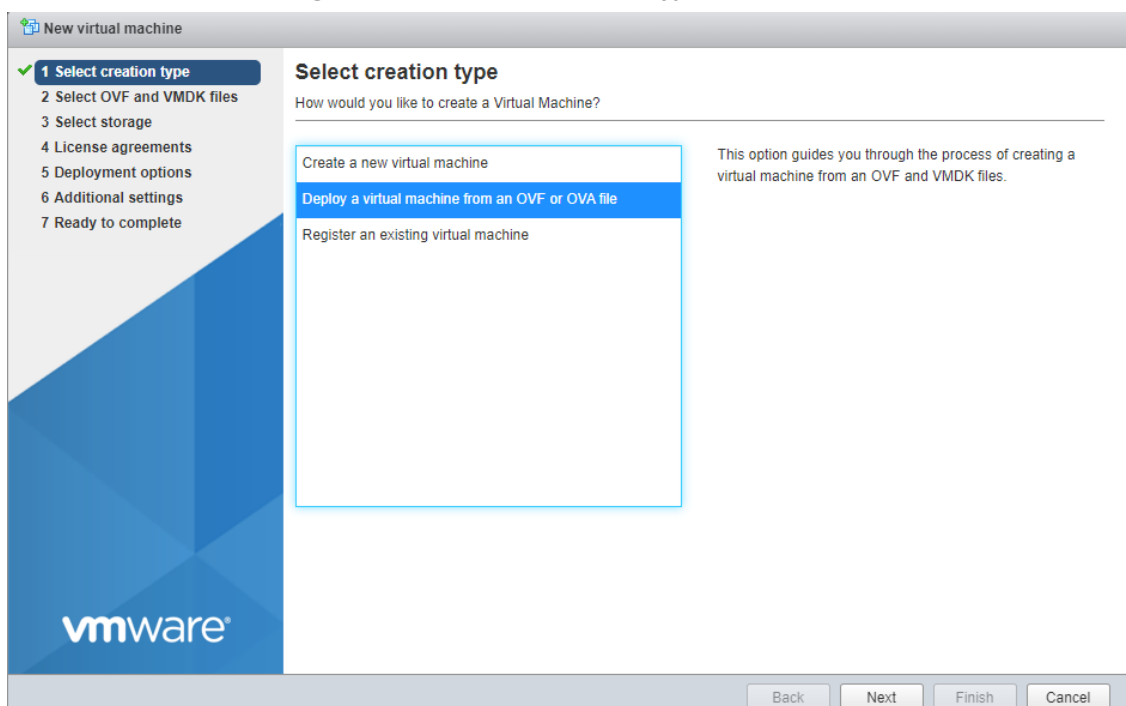 New virtual machine
1 Select creation type
2 Select OVF and VMDK files
3 Select storage
4 License agreements
5 Deployment options
6 Additional settings
7 Ready to complete
Select creation type
How would you like to create a Virtual Machine?
Create a new virtual machine
Deploy a virtual machine from an OVF or OVA file
Register an existing virtual machine
This option guides you through the process of creating a
virtual machine from an OVF and VMDK files.
vmware®
Back Next Finish Cancel